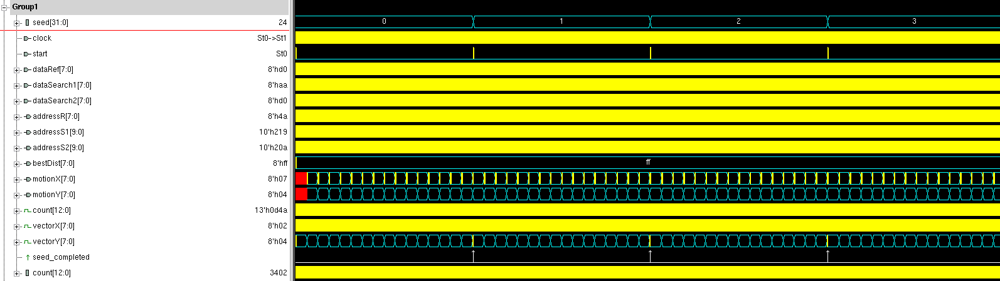 Group1
seed[31:0] 24 0 1 2 3
clock St0->St1
start St0
dataRef[7:0] 8'hd0
dataSearch1[7:0] 8'haa
dataSearch2[7:0] 8'hd0
addressR[7:0] 8'h4a
addressS1[9:0] 10'h219
addressS2[9:0] 10'h20a
bestDist[7:0] 8'hff ff
motionX[7:0] 8'h07
motionY[7:0] 8'h04
count[12:0] 13'h0d4a
vectorX[7:0] 8'h02
vectorY[7:0] 8'h04
seed_completed
count[12:0] 3402